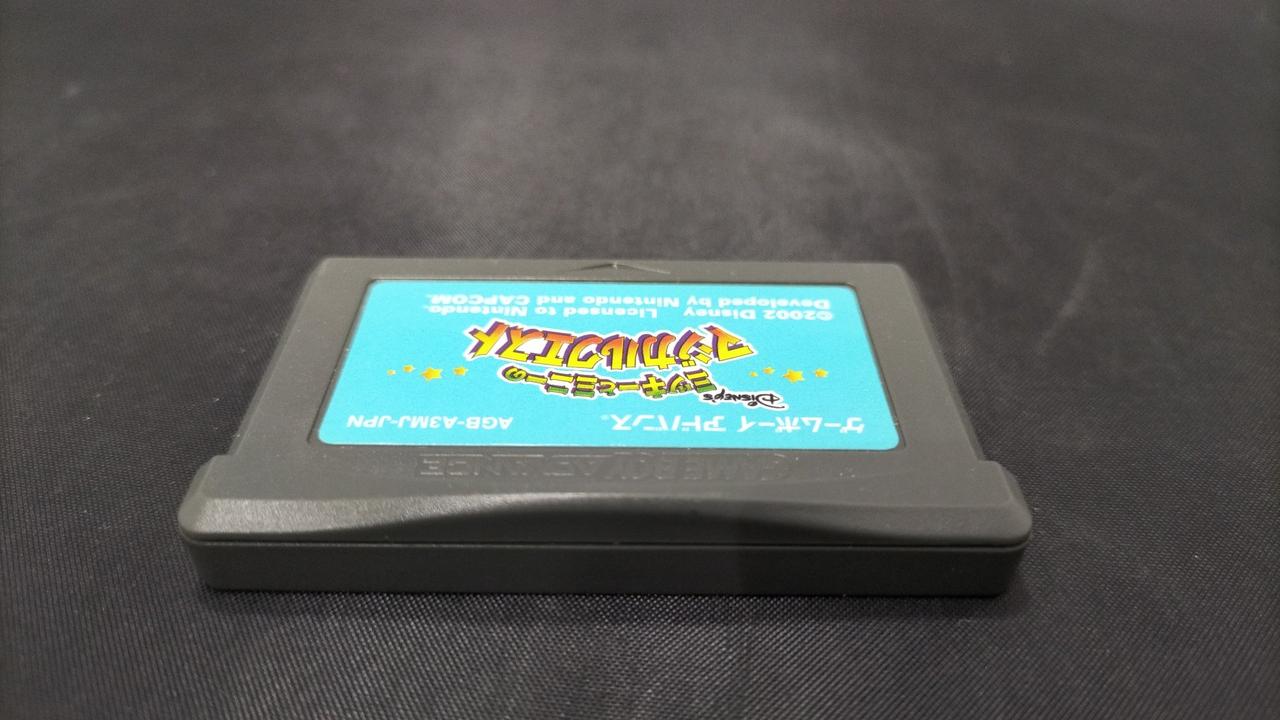 GAME BOY ADVANCE
ゲームボーイ アドバンス® AGB-A3MJ-JPN
Disney's
ミッキーとミニーの
マジカルクエスト
©2002 Disney Licensed to Nintendo.
Developed by Nintendo and CAPCOM.